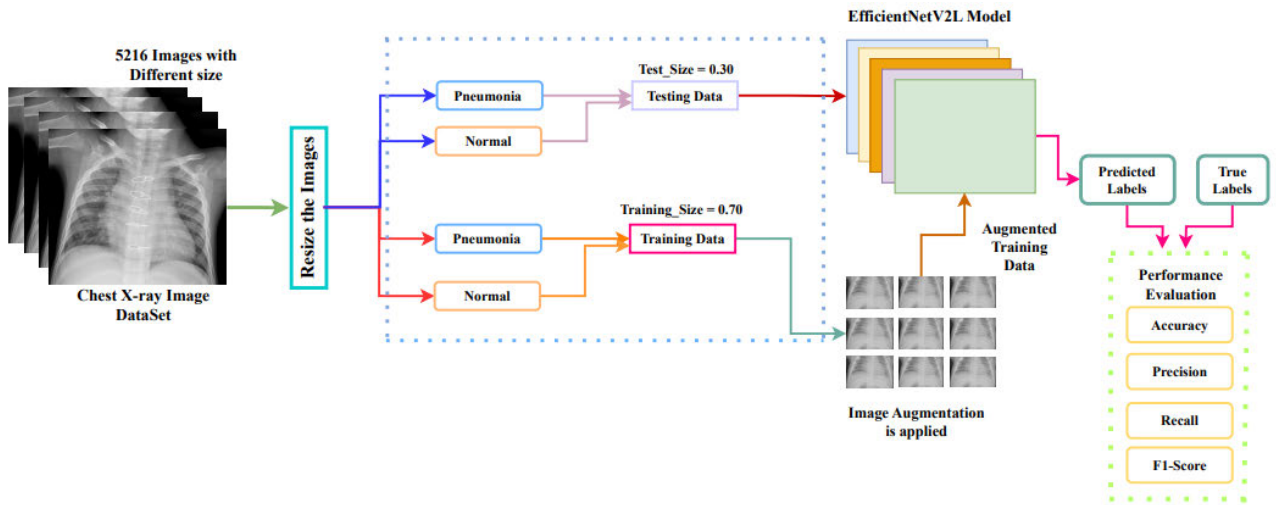 5216 Images with
Different size
Chest X-ray Image
DataSet
Resize the Images
Pneumonia
Normal
Test_Size = 0.30
Testing Data
Pneumonia
Normal
Training_Size = 0.70
Training Data
EfficientNetV2L Model
Augmented
Training
Data
Image Augmentation
is applied
Predicted
Labels
True
Labels
Performance
Evaluation
Accuracy
Precision
Recall
F1-Score